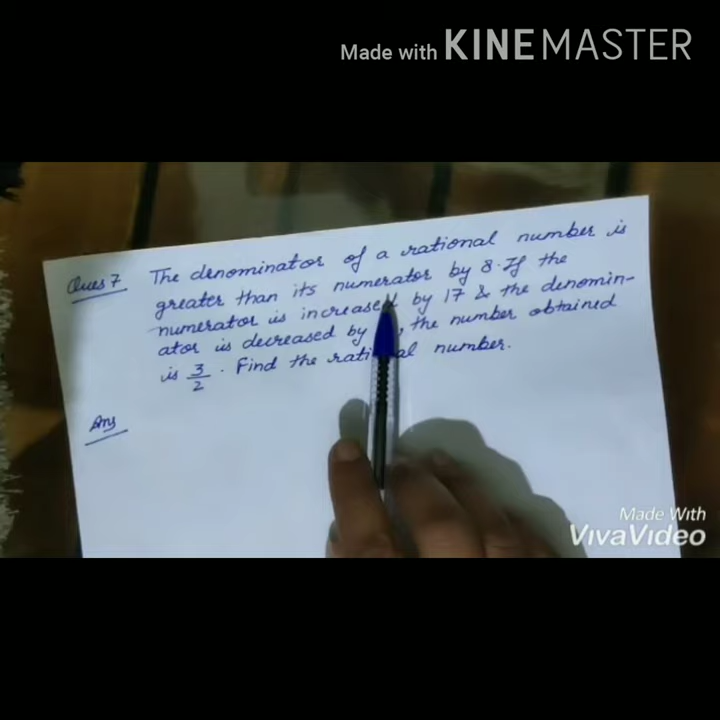 Made with KINEMASTER
Ques 7 The denominator of a rational number is
greater than its numerator by 8. If the
numerator is increased by 17 & the denomin-
ator is decreased by the number obtained
is 3/2. Find the rational number.
Ans
Made With
VivaVideo